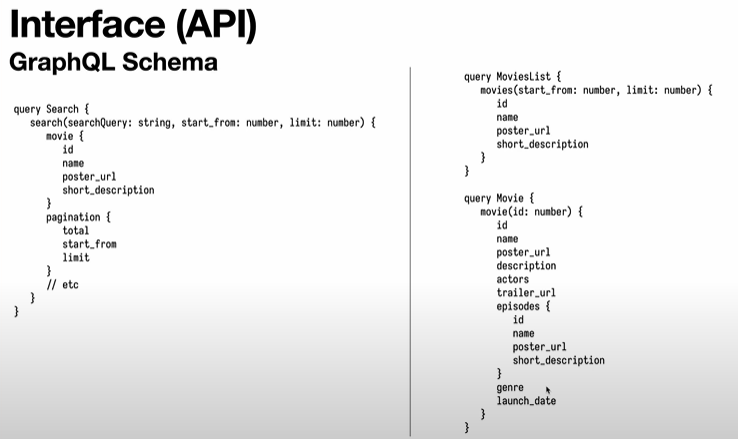 Interface (API)
GraphQL Schema
query Search {
search(searchQuery: string, start_from: number, limit: number) {
movie {
id
name
poster_url
short_description
}
pagination {
total
start_from
limit
}
// etc
}
}
query MoviesList {
movies(start_from: number, limit: number) {
id
name
poster_url
short_description
}
}
query Movie {
movie(id: number) {
id
name
poster_url
description
actors
trailer_url
episodes {
id
name
poster_url
short_description
}
genre
launch_date
}
}